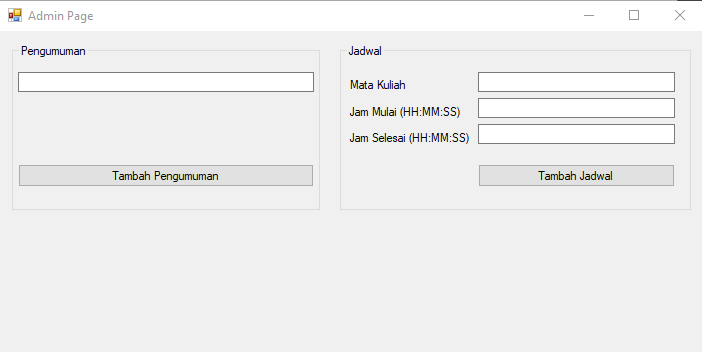 Admin Page
Pengumuman
Tambah Pengumuman
Jadwal
Mata Kuliah
Jam Mulai (HH:MM:SS)
Jam Selesai (HH:MM:SS)
Tambah Jadwal